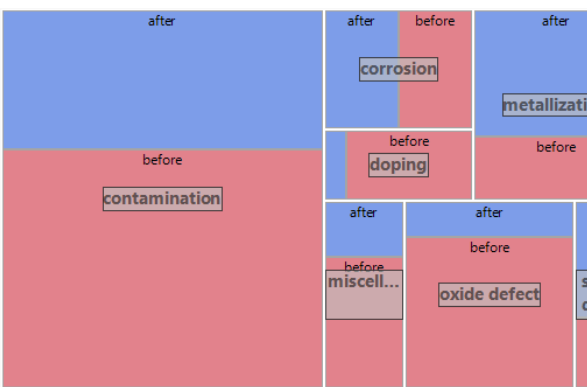 after
before
contamination
after
before
corrosion
after
metallizati
before
before
doping
after
before
miscell...
after
before
oxide defect